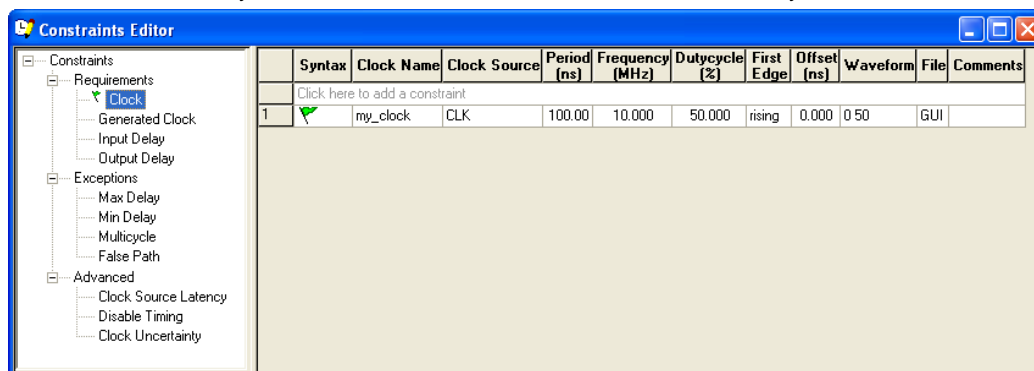 Constraints Editor
Constraints
Requirements
Clock
Generated Clock
Input Delay
Output Delay
Exceptions
Max Delay
Min Delay
Multicycle
False Path
Advanced
Clock Source Latency
Disable Timing
Clock Uncertainty
Syntax Clock Name Clock Source Period (ns) Frequency (MHz) Dutycycle (%) First Edge Offset (ns) Waveform File Comments
Click here to add a constraint
1 my_clock CLK 100.00 10.000 50.000 rising 0.000 0 50 GUI